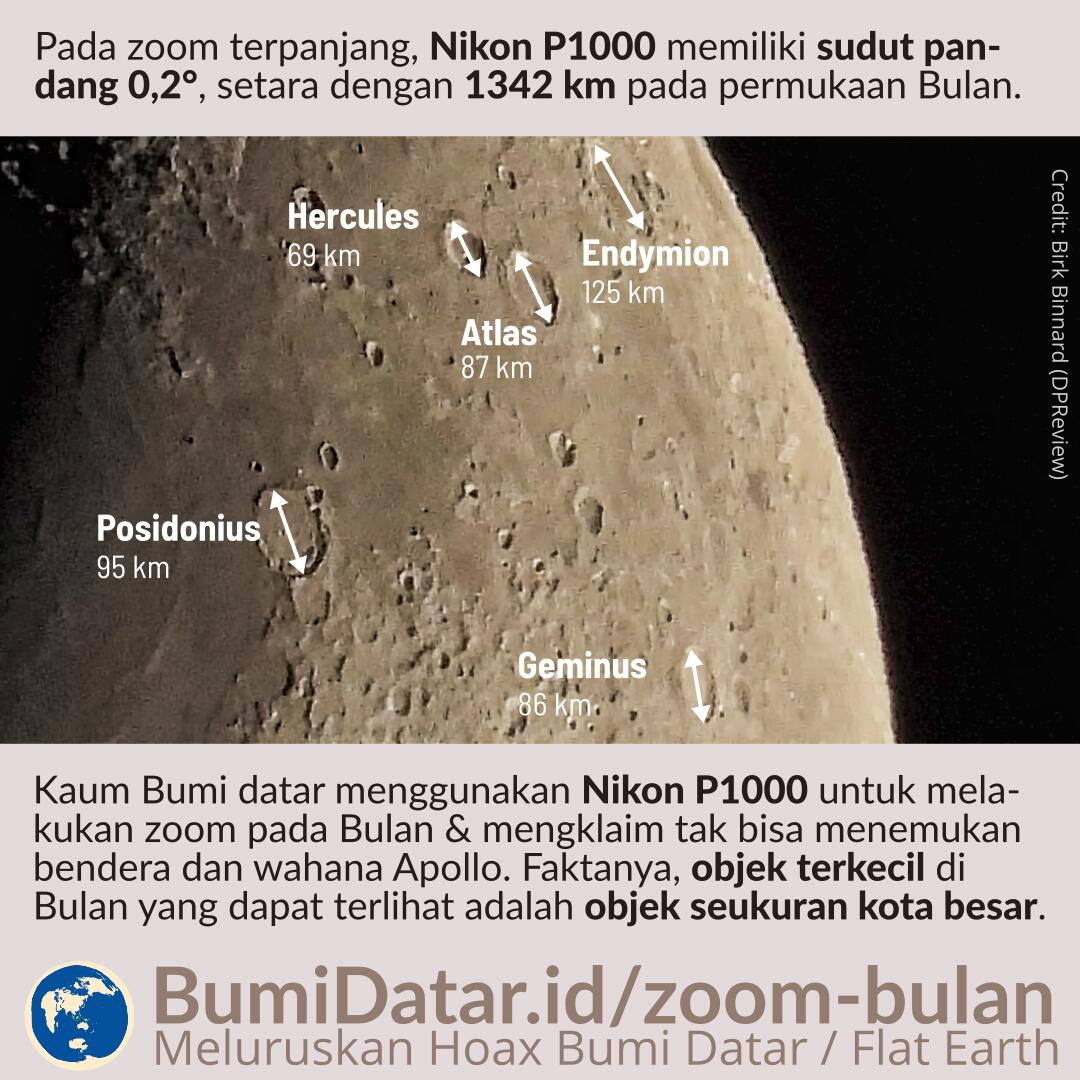 Pada zoom terpanjang, Nikon P1000 memiliki sudut pan-
dang 0,2°, setara dengan 1342 km pada permukaan Bulan.
Credit: Birk Binnard (DPReview)
Hercules
69 km
Endymion
125 km
Atlas
87 km
Posidonius
95 km
Geminus
86 km
Kaum Bumi datar menggunakan Nikon P1000 untuk mela-
kukan zoom pada Bulan & mengklaim tak bisa menemukan
bendera dan wahana Apollo. Faktanya, objek terkecil di
Bulan yang dapat terlihat adalah objek seukuran kota besar.
BumiDatar.id/zoom-bulan
Meluruskan Hoax Bumi Datar / Flat Earth